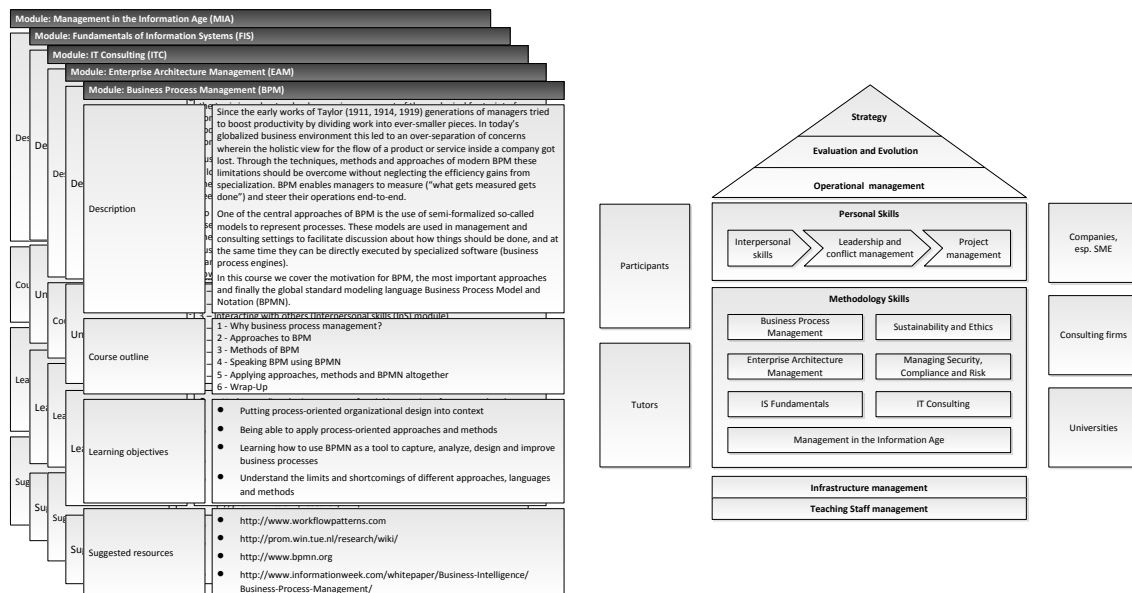 Module: Management in the Information Age (MIA)
Module: Fundamentals of Information Systems (FIS)
Module: IT Consulting (ITC)
Module: Enterprise Architecture Management (EAM)
Module: Business Process Management (BPM)
Description
Since the early works of Taylor (1911, 1914, 1919) generations of managers tried
to boost productivity by dividing work into ever-smaller pieces. In today's
globalized business environment this led to an over-separation of concerns
wherein the holistic view for the flow of a product or service inside a company got
lost. Through the techniques, methods and approaches of modern BPM these
limitations should be overcome without neglecting the efficiency gains from
specialization. BPM enables managers to measure ("what gets measured gets
done") and steer their operations end-to-end.
One of the central approaches of BPM is the use of semi-formalized so-called
models to represent processes. These models are used in management and
consulting settings to facilitate discussion about how things should be done, and at
the same time they can be directly executed by specialized software (business
process engines).
In this course we cover the motivation for BPM, the most important approaches
and finally the global standard modeling language Business Process Model and
Notation (BPMN).
Course outline
1 - Why business process management?
2 - Approaches to BPM
3 - Methods of BPM
4 - Speaking BPM using BPMN
5 - Applying approaches, methods and BPMN altogether
6 - Wrap-Up
Learning objectives
● Putting process-oriented organizational design into context
● Being able to apply process-oriented approaches and methods
● Learning how to use BPMN as a tool to capture, analyze, design and improve
business processes
● Understand the limits and shortcomings of different approaches, languages
and methods
Suggested resources
● http://www.workflowpatterns.com
● http://prom.win.tue.nl/research/wiki/
● http://www.bpmn.org
● http://www.informationweek.com/whitepaper/Business-Intelligence/
Business-Process-Management/
Strategy
Evaluation and Evolution
Operational management
Participants
Tutors
Personal Skills
Interpersonal
skills
Leadership and
conflict management
Project
management
Methodology Skills
Business Process
Management
Sustainability and Ethics
Enterprise Architecture
Management
Managing Security,
Compliance and Risk
IS Fundamentals
IT Consulting
Management in the Information Age
Infrastructure management
Teaching Staff management
Companies,
esp. SME
Consulting firms
Universities